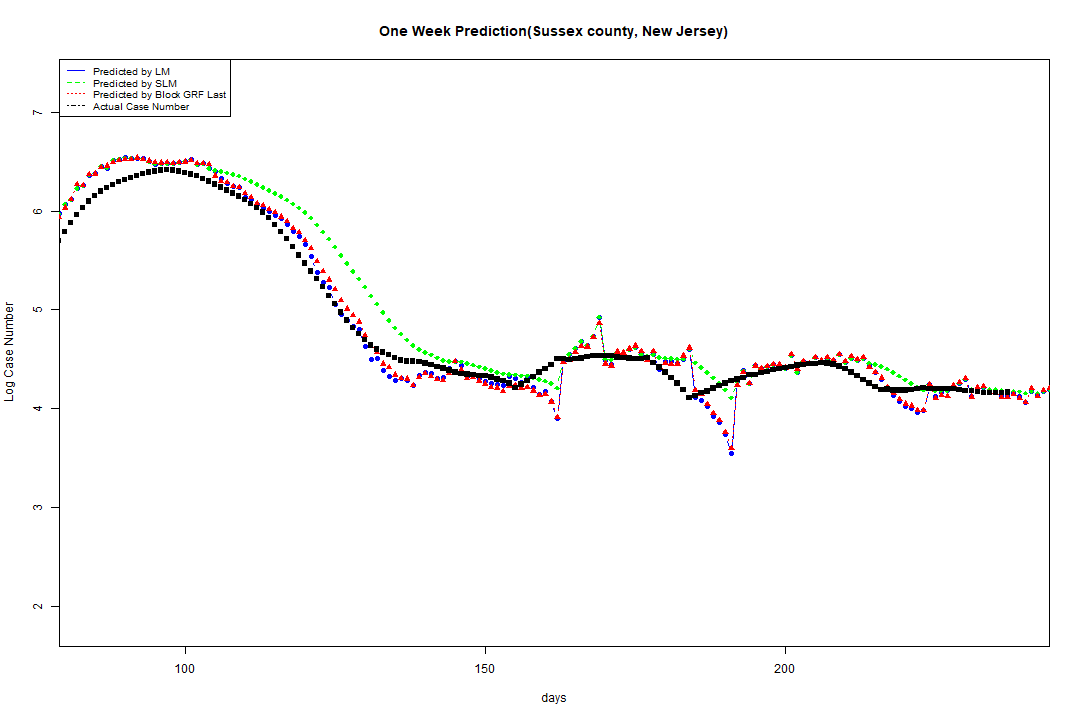 One Week Prediction(Sussex county, New Jersey)
Predicted by LM
Predicted by SLM
Predicted by Block GRF Last
Actual Case Number
7
6
5
4
3
2
Log Case Number
100
150
200
days